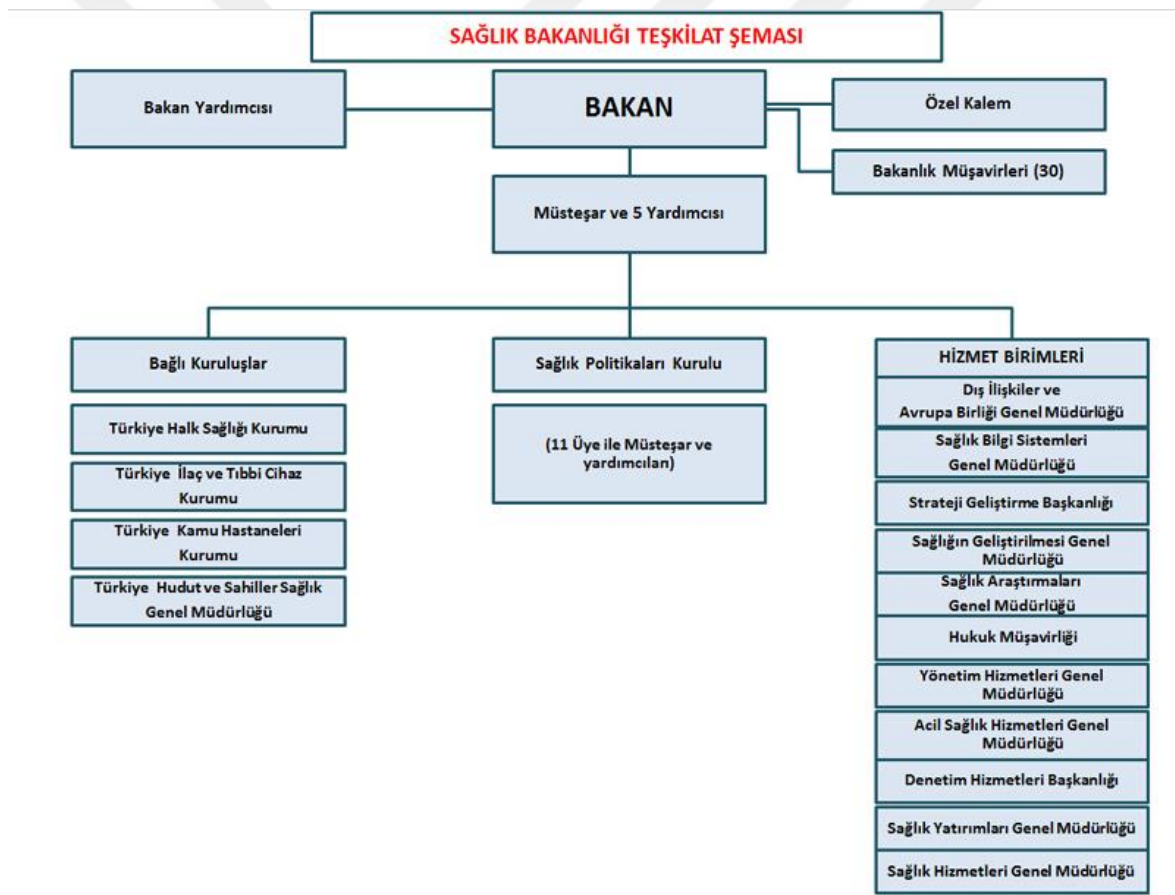 SAĞLIK BAKANLIĞI TEŞKİLAT ŞEMASI
Bakan Yardımcısı
BAKAN
Özel Kalem
Bakanlık Müşavirleri (30)
Müsteşar ve 5 Yardımcısı
Bağlı Kuruluşlar
Türkiye Halk Sağlığı Kurumu
Türkiye İlaç ve Tıbbi Cihaz
Kurumu
Türkiye Kamu Hastaneleri
Kurumu
Türkiye Hudut ve Sahiller Sağlık
Genel Müdürlüğü
Sağlık Politikaları Kurulu
(11 Üye ile Müsteşar ve
yardımcıları)
HİZMET BİRİMLERİ
Dış İlişkiler ve
Avrupa Birliği Genel Müdürlüğü
Sağlık Bilgi Sistemleri
Genel Müdürlüğü
Strateji Geliştirme Başkanlığı
Sağlığın Geliştirilmesi Genel
Müdürlüğü
Sağlık Araştırmaları
Genel Müdürlüğü
Hukuk Müşavirliği
Yönetim Hizmetleri Genel
Müdürlüğü
Acil Sağlık Hizmetleri Genel
Müdürlüğü
Denetim Hizmetleri Başkanlığı
Sağlık Yatırımları Genel Müdürlüğü
Sağlık Hizmetleri Genel Müdürlüğü